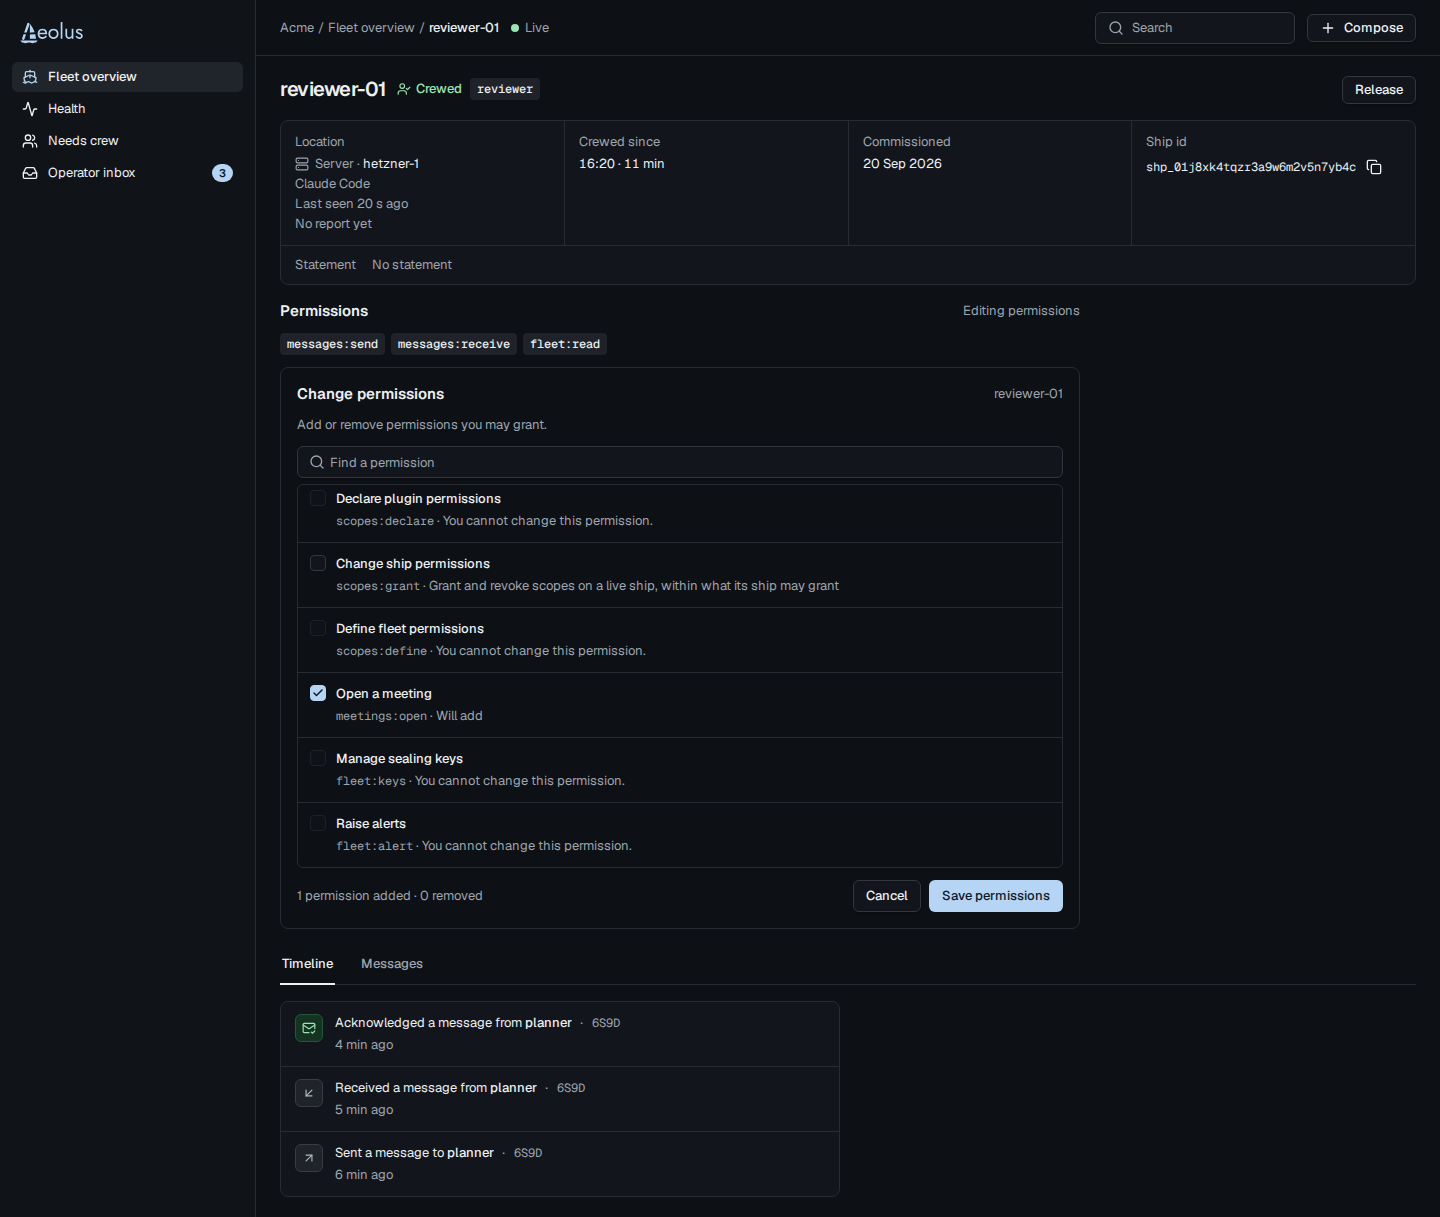 Aeolus
Fleet overview
Health
Needs crew
Operator inbox 3
Acme / Fleet overview / reviewer-01 Live
Search
Compose
reviewer-01 Crewed reviewer
Release
Location
Server · hetzner-1
Claude Code
Last seen 20 s ago
No report yet
Crewed since
16:20 · 11 min
Commissioned
20 Sep 2026
Ship id
shp_01j8xk4tqzr3a9w6m2v5n7yb4c
Statement No statement
Permissions
Editing permissions
messages:send messages:receive fleet:read
Change permissions
reviewer-01
Add or remove permissions you may grant.
Find a permission
Declare plugin permissions
scopes:declare · You cannot change this permission.
Change ship permissions
scopes:grant · Grant and revoke scopes on a live ship, within what its ship may grant
Define fleet permissions
scopes:define · You cannot change this permission.
Open a meeting
meetings:open · Will add
Manage sealing keys
fleet:keys · You cannot change this permission.
Raise alerts
fleet:alert · You cannot change this permission.
1 permission added · 0 removed
Cancel
Save permissions
Timeline Messages
Acknowledged a message from planner · 6S9D
4 min ago
Received a message from planner · 6S9D
5 min ago
Sent a message to planner · 6S9D
6 min ago